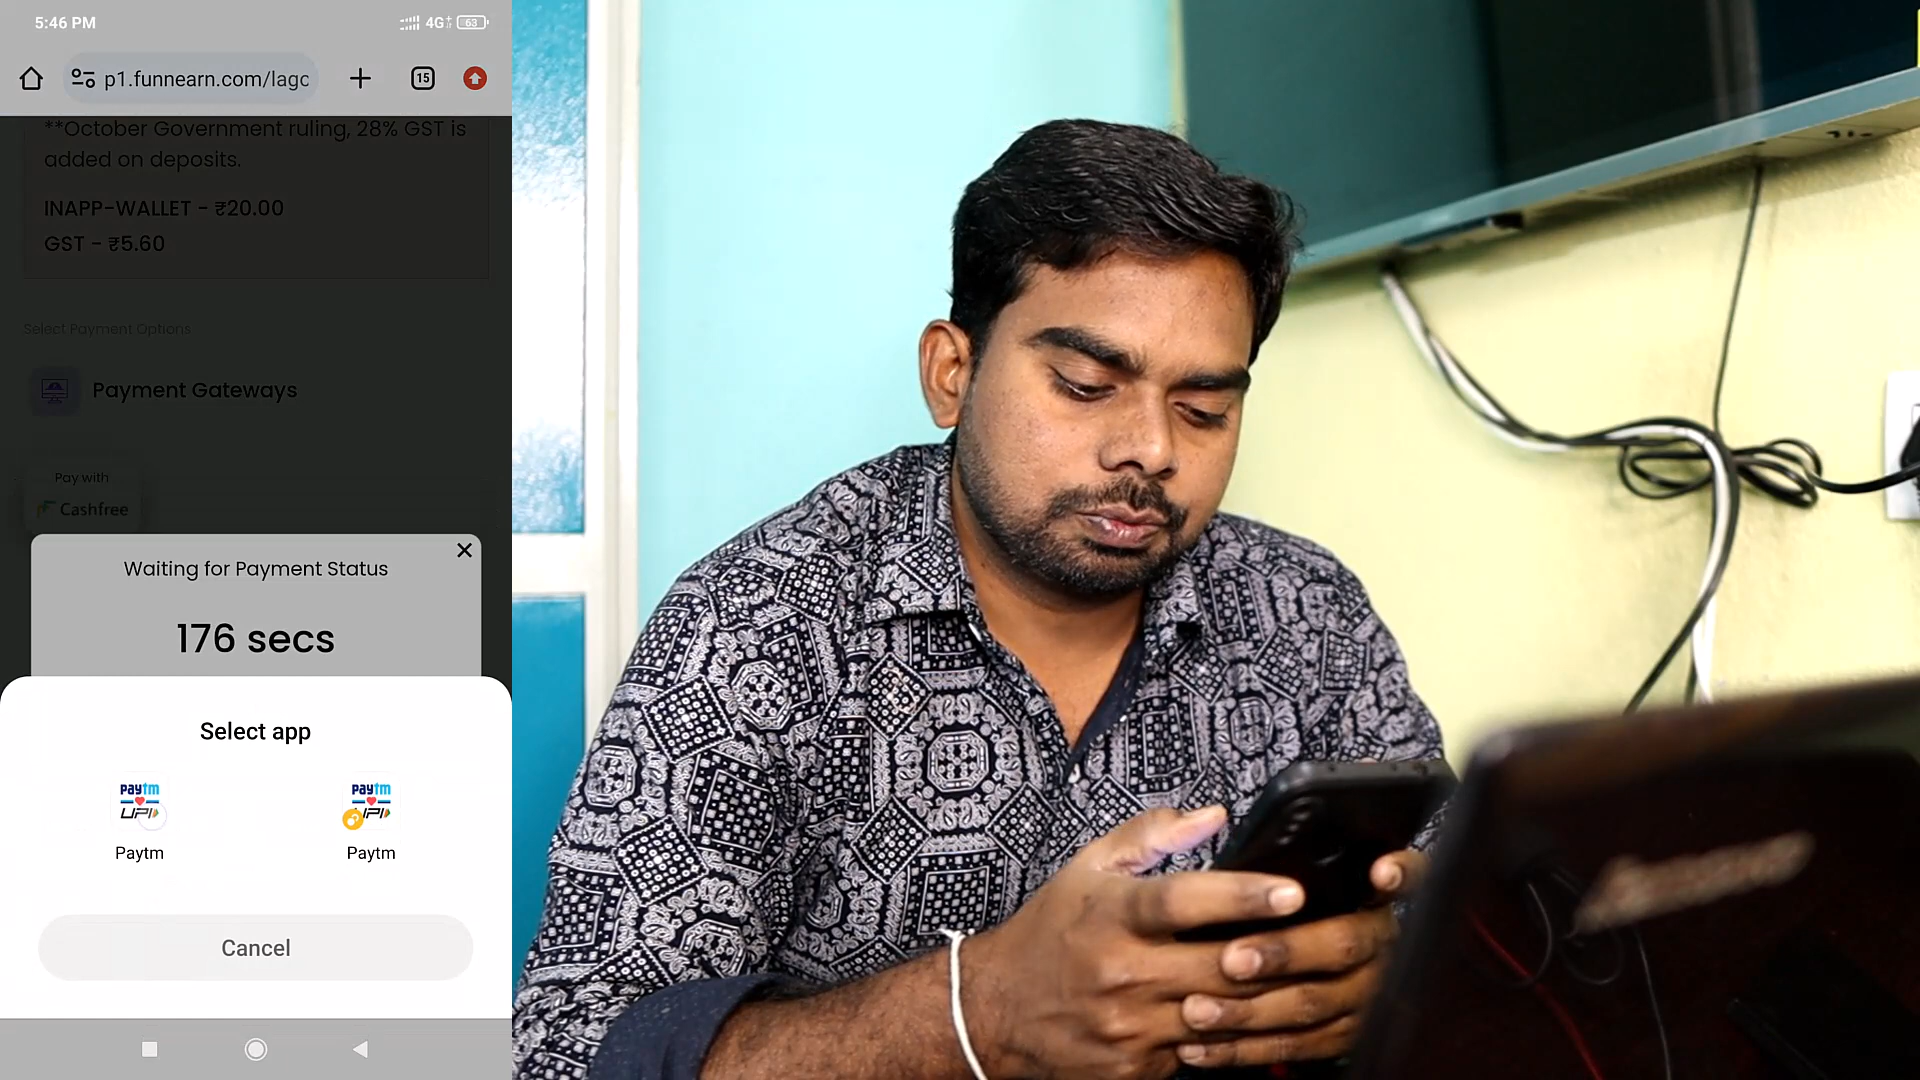 5:46 PM
4G+
63
p1.funnearn.com/lagc
15
**October Government ruling, 28% GST is
added on deposits.
INAPP-WALLET - ₹20.00
GST - ₹5.60
Select Payment Options
Payment Gateways
Pay with
Cashfree
Waiting for Payment Status
176 secs
Select app
paytm paytm
UPI UPI
Paytm Paytm
Cancel